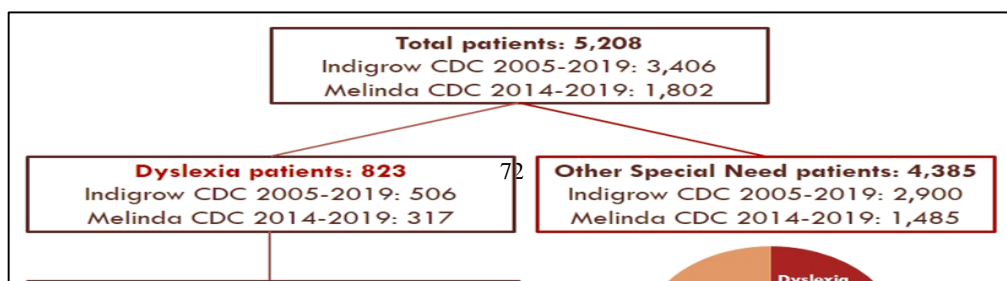 Total patients: 5,208
Indigrow CDC 2005-2019: 3,406
Melinda CDC 2014-2019: 1,802
Dyslexia patients: 823
Indigrow CDC 2005-2019: 506
Melinda CDC 2014-2019: 317
72
Other Special Need patients: 4,385
Indigrow CDC 2005-2019: 2,900
Melinda CDC 2014-2019: 1,485
Dyslexia